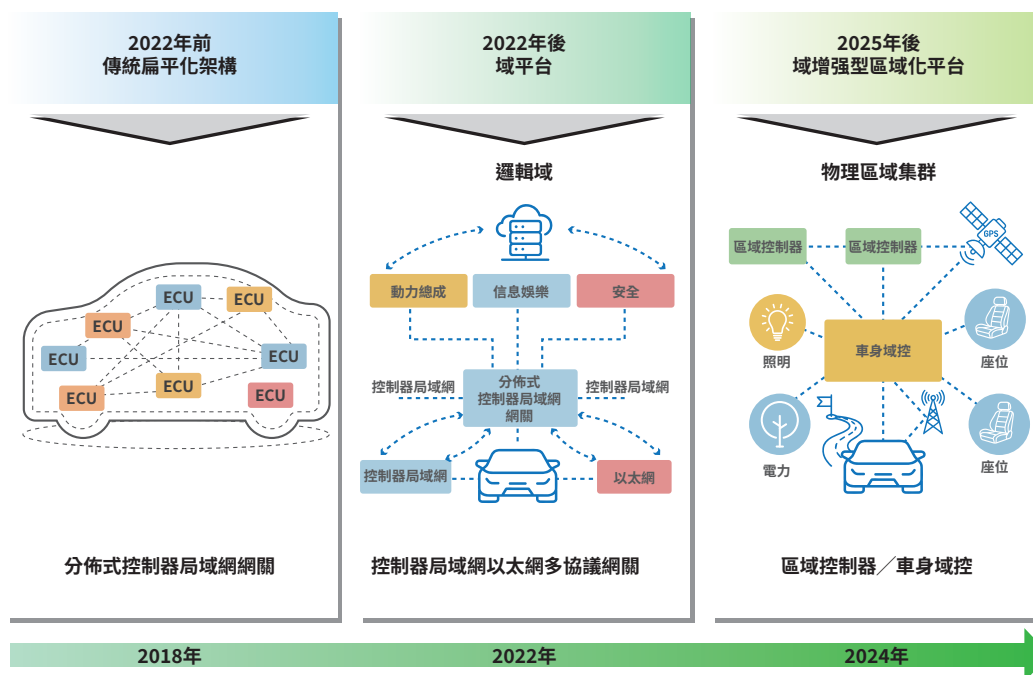 2022年前
傳統扁平化架構
2022年後
域平台
2025年後
域增强型區域化平台
ECU
ECU
ECU
ECU
ECU
ECU
ECU
ECU
分佈式控制器局域網網關
邏輯域
動力總成
信息娛樂
安全
控制器局域網
分佈式
控制器局域網
網關
控制器局域網
控制器局域網
以太網
控制器局域網以太網多協議網關
物理區域集群
區域控制器
區域控制器
GPS
照明
車身域控
座位
電力
座位
區域控制器╱車身域控
2018年
2022年
2024年